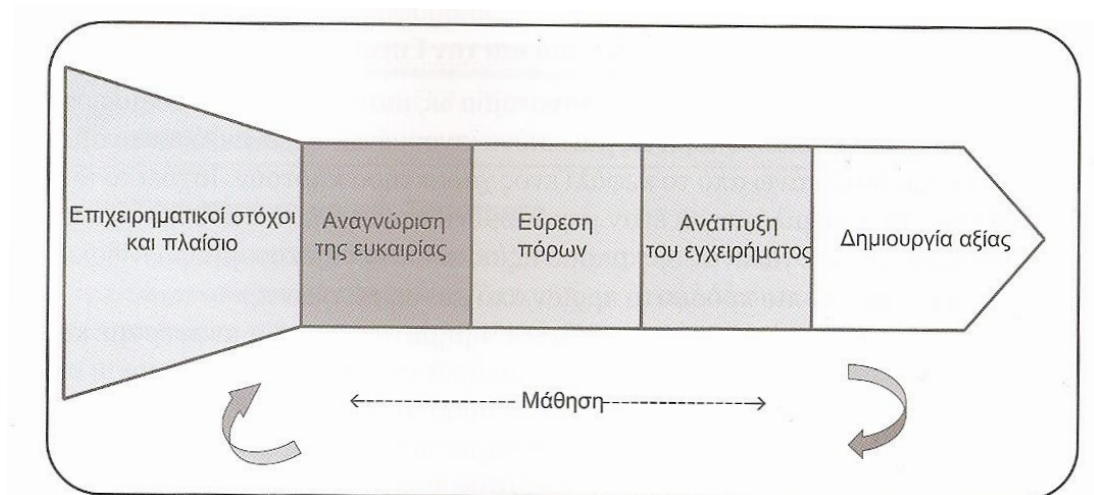 Επιχειρηματικοί στόχοι
και πλαίσιο
Αναγνώριση
της ευκαιρίας
Εύρεση
πόρων
Ανάπτυξη
του εγχειρήματος
Δημιουργία αξίας
Μάθηση